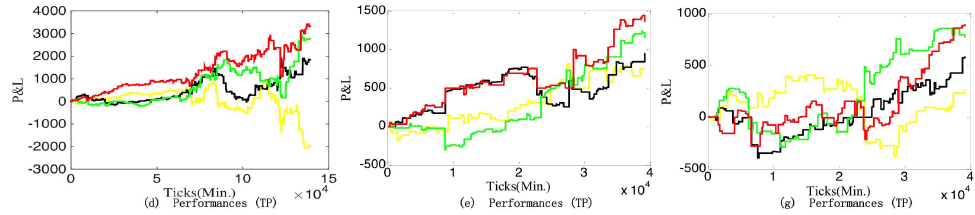 4000
3000
2000
1000
0
-1000
-2000
-3000
P&L
0
5
10
15
Ticks(Min.)
×10^4
(d) Performances (TP)
1500
1000
500
0
-500
P&L
0
1
2
3
4
Ticks(Min.)
x 10^4
(e) Performances (TP)
1000
500
0
-500
P&L
0
1
2
3
4
Ticks(Min.)
x 10^4
(g) Performances (TP)